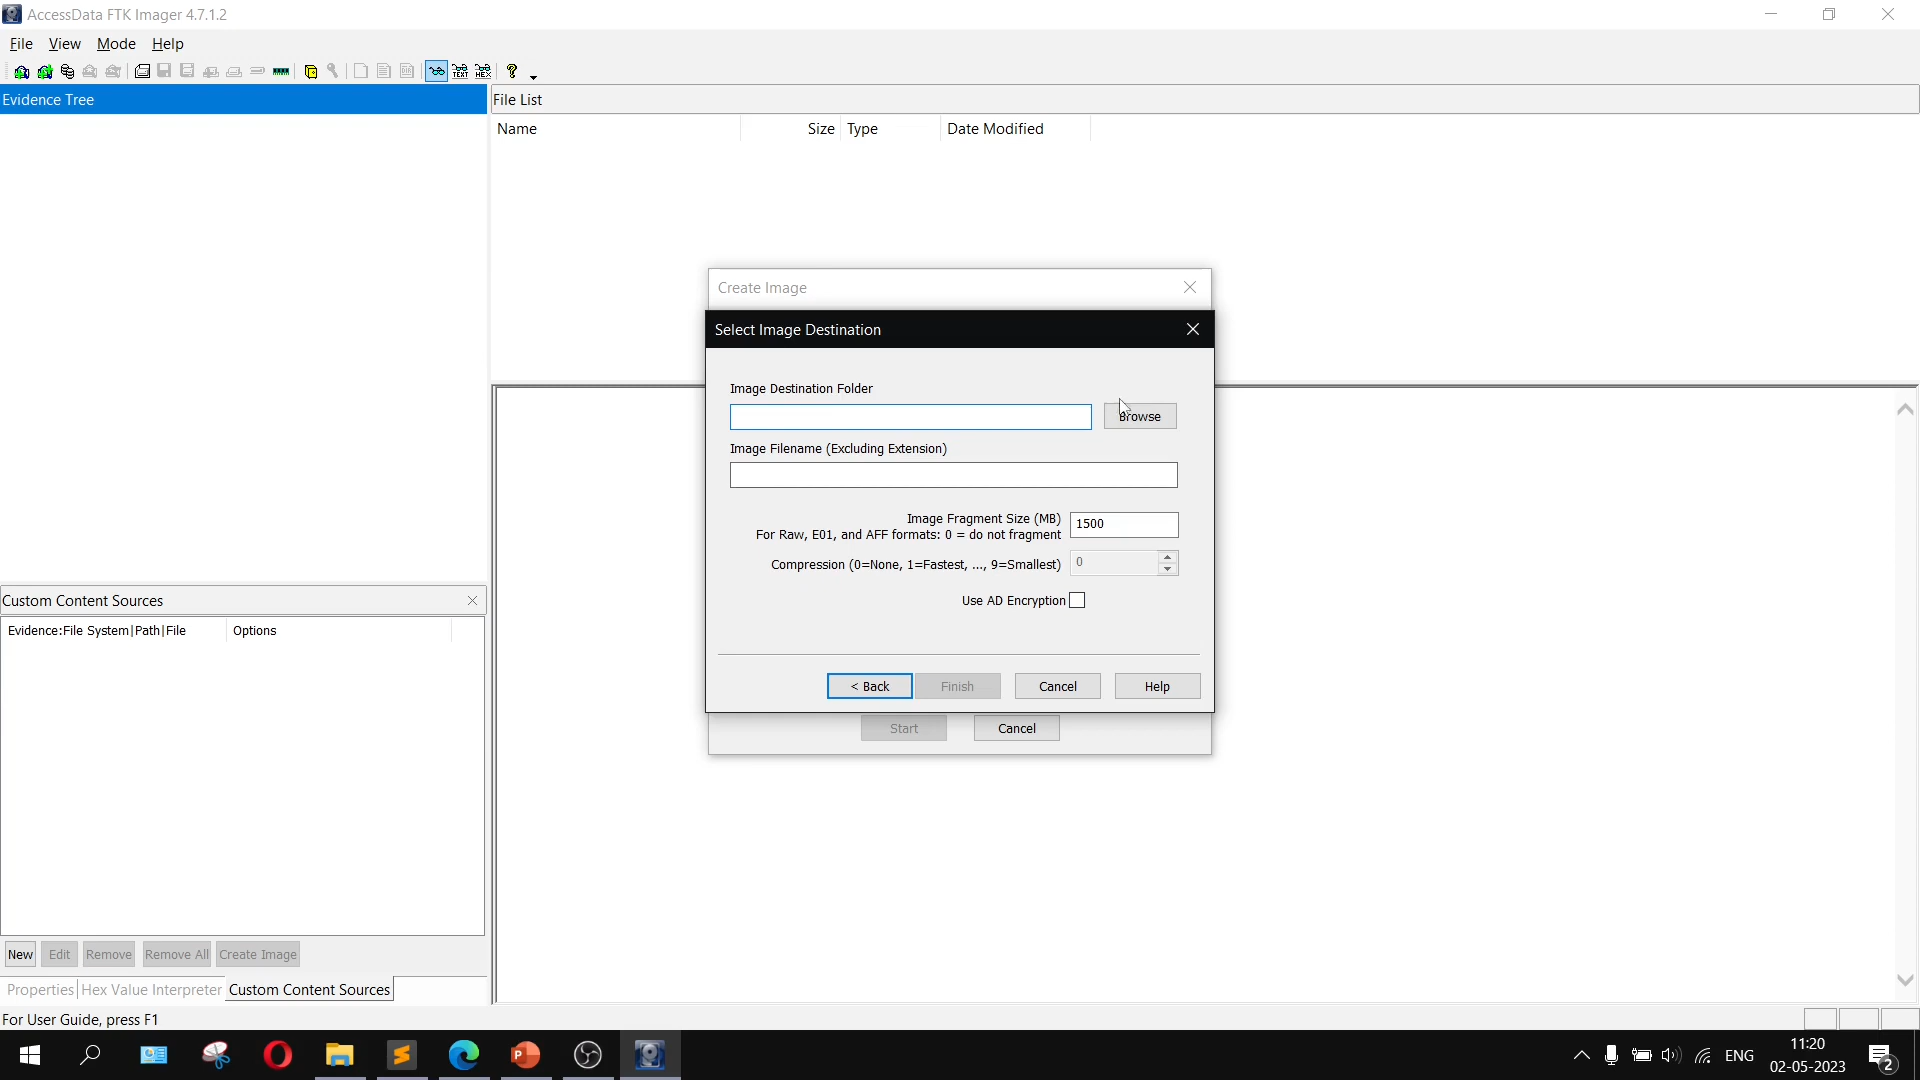 AccessData FTK Imager 4.7.1.2
File View Mode Help
TEXT HEX ?
Evidence Tree
File List
Name Size Type Date Modified
Create Image
Select Image Destination
Image Destination Folder
Browse
Image Filename (Excluding Extension)
Image Fragment Size (MB)
For Raw, E01, and AFF formats: 0 = do not fragment
1500
Compression (0=None, 1=Fastest, ..., 9=Smallest) 0
Use AD Encryption
< Back Finish Cancel Help
Start Cancel
Custom Content Sources
Evidence:File System|Path|File Options
New Edit Remove Remove All Create Image
Properties Hex Value Interpreter Custom Content Sources
For User Guide, press F1
ENG
11:20
02-05-2023
2